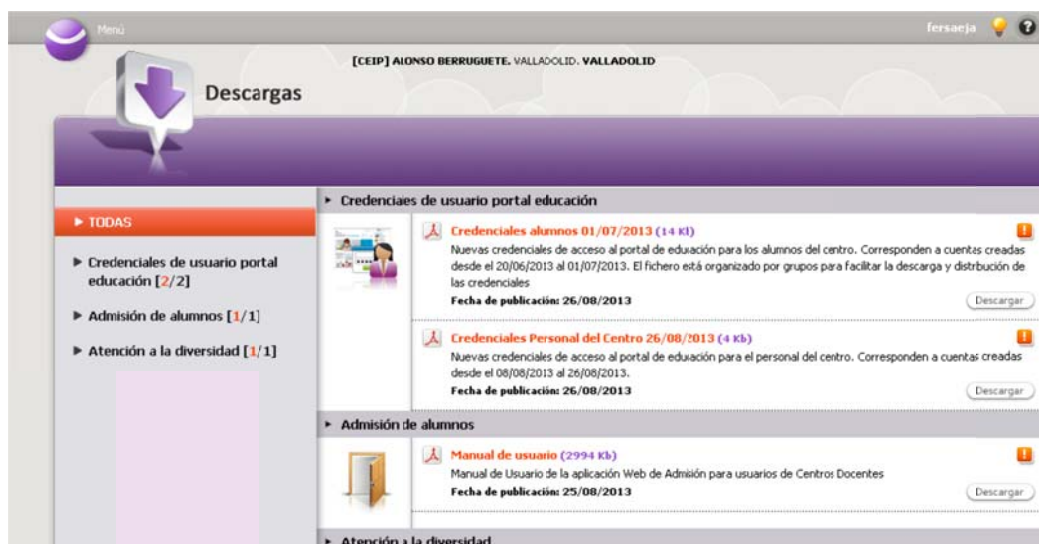 Menú
fersaeja
[CEIP] ALONSO BERRUGUETE. VALLADOLID. VALLADOLID
Descargas
TODAS
Credenciales de usuario portal
educación [2/2]
Admisión de alumnos [1/1]
Atención a la diversidad [1/1]
Credenciales de usuario portal educación
Credenciales alumnos 01/07/2013 (14 Kl)
Nuevas credenciales de acceso al portal de eduación para los alumnos del centro. Corresponden a cuentas creadas
desde el 20/06/2013 al 01/07/2013. El fichero está organizado por grupos para facilitar la descarga y distrbución de
las credenciales
Fecha de publicación: 26/08/2013
Descargar
Credenciales Personal del Centro 26/08/2013 (4 Kb)
Nuevas credenciales de acceso al portal de eduación para el personal del centro. Corresponden a cuentas creadas
desde el 08/08/2013 al 26/08/2013.
Fecha de publicación: 26/08/2013
Descargar
Admisión de alumnos
Manual de usuario (2994 Kb)
Manual de Usuario de la aplicación Web de Admisión para usuarios de Centros Docentes
Fecha de publicación: 25/08/2013
Descargar
Atención a la diversidad